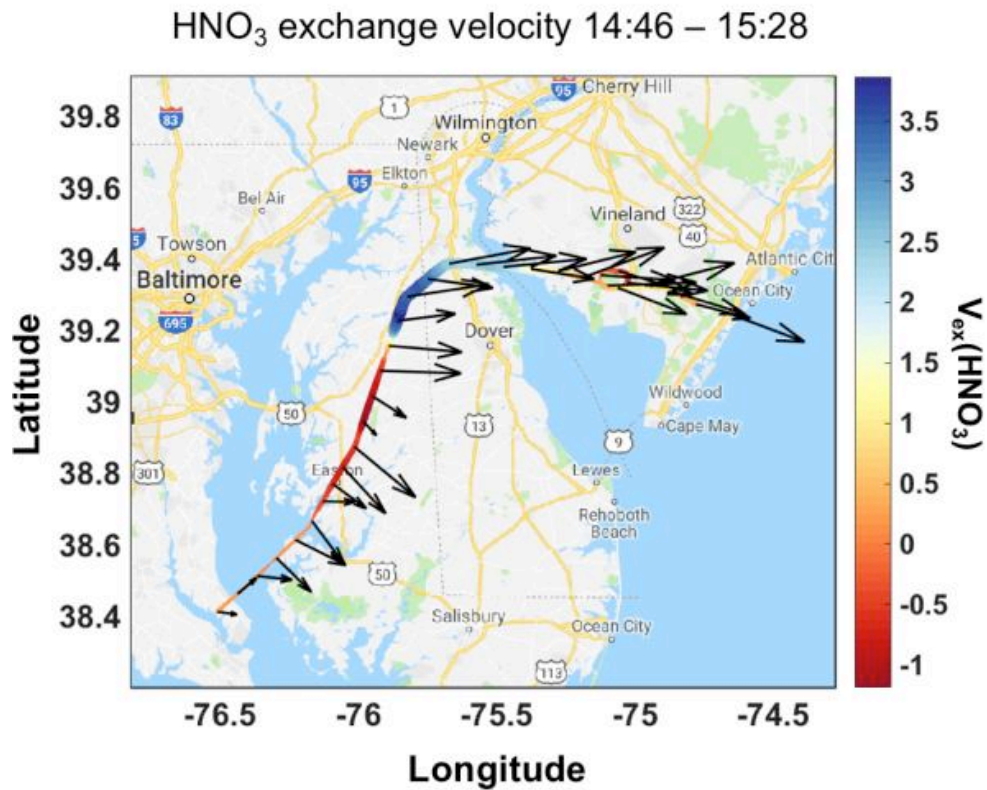 HNO₃ exchange velocity 14:46 – 15:28
95
Cherry Hill
1
83
Wilmington
Newark
Elkton
95
Bel Air
Vineland
322
40
Towson
Atlantic Cit
Baltimore
Ocean City
695
Dover
50
13
Wildwood
9
Cape May
301
Easton
Lewes
Rehoboth
Beach
50
Salisbury
Ocean City
113
39.8
39.6
39.4
39.2
39
38.8
38.6
38.4
Latitude
-76.5
-76
-75.5
-75
-74.5
Longitude
3.5
3
2.5
2
1.5
1
0.5
0
-0.5
-1
Vₑₓ(HNO₃)